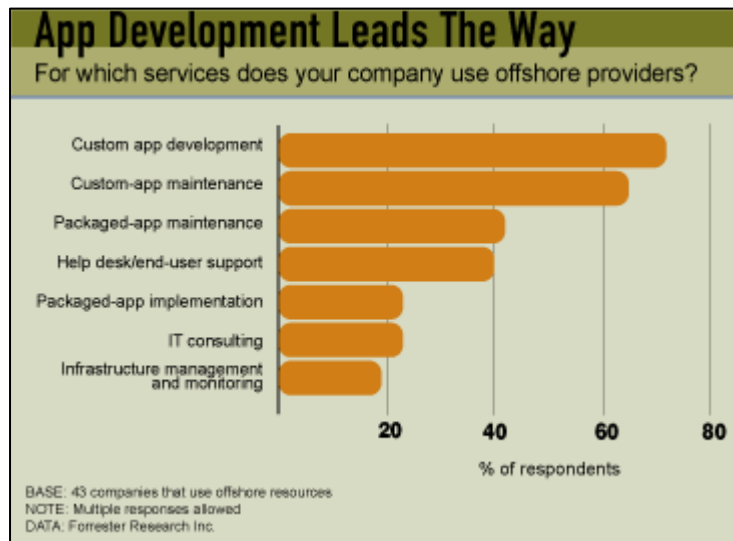 App Development Leads The Way
For which services does your company use offshore providers?
Custom app development
Custom-app maintenance
Packaged-app maintenance
Help desk/end-user support
Packaged-app implementation
IT consulting
Infrastructure management
and monitoring
20 40 60 80
% of respondents
BASE: 43 companies that use offshore resources
NOTE: Multiple responses allowed
DATA: Forrester Research Inc.